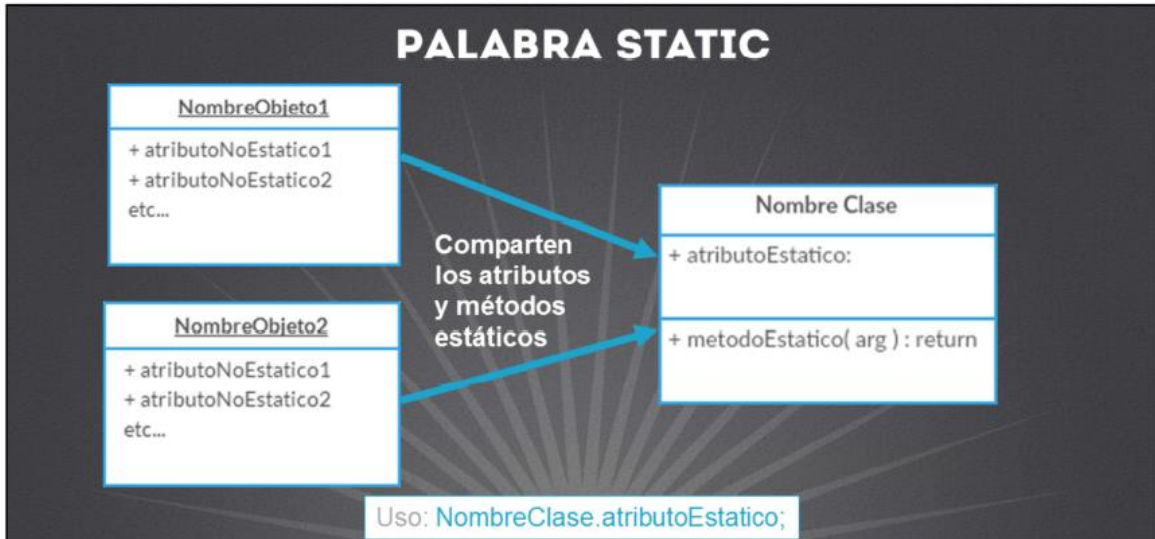 PALABRA STATIC
NombreObjeto1
+ atributoNoEstatico1
+ atributoNoEstatico2
etc...
NombreObjeto2
+ atributoNoEstatico1
+ atributoNoEstatico2
etc...
Comparten
los atributos
y métodos
estáticos
Nombre Clase
+ atributoEstatico:
+ metodoEstatico( arg ) : return
Uso: NombreClase.atributoEstatico;